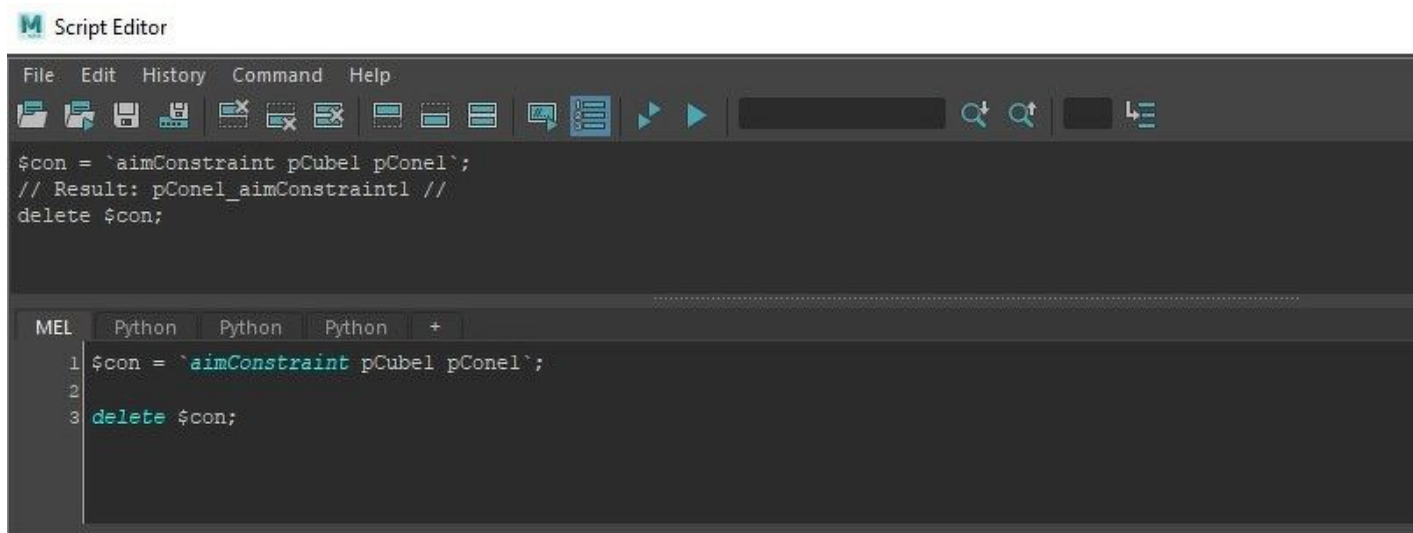 Script Editor
File Edit History Command Help
$con = `aimConstraint pCube1 pCone1`;
// Result: pCone1_aimConstraint1 //
delete $con;
MEL Python Python Python +
1 $con = `aimConstraint pCube1 pCone1`;
2
3 delete $con;